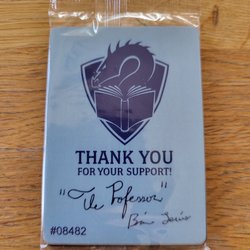 THANK YOU
FOR YOUR SUPPORT!
"The Professor"
#08482